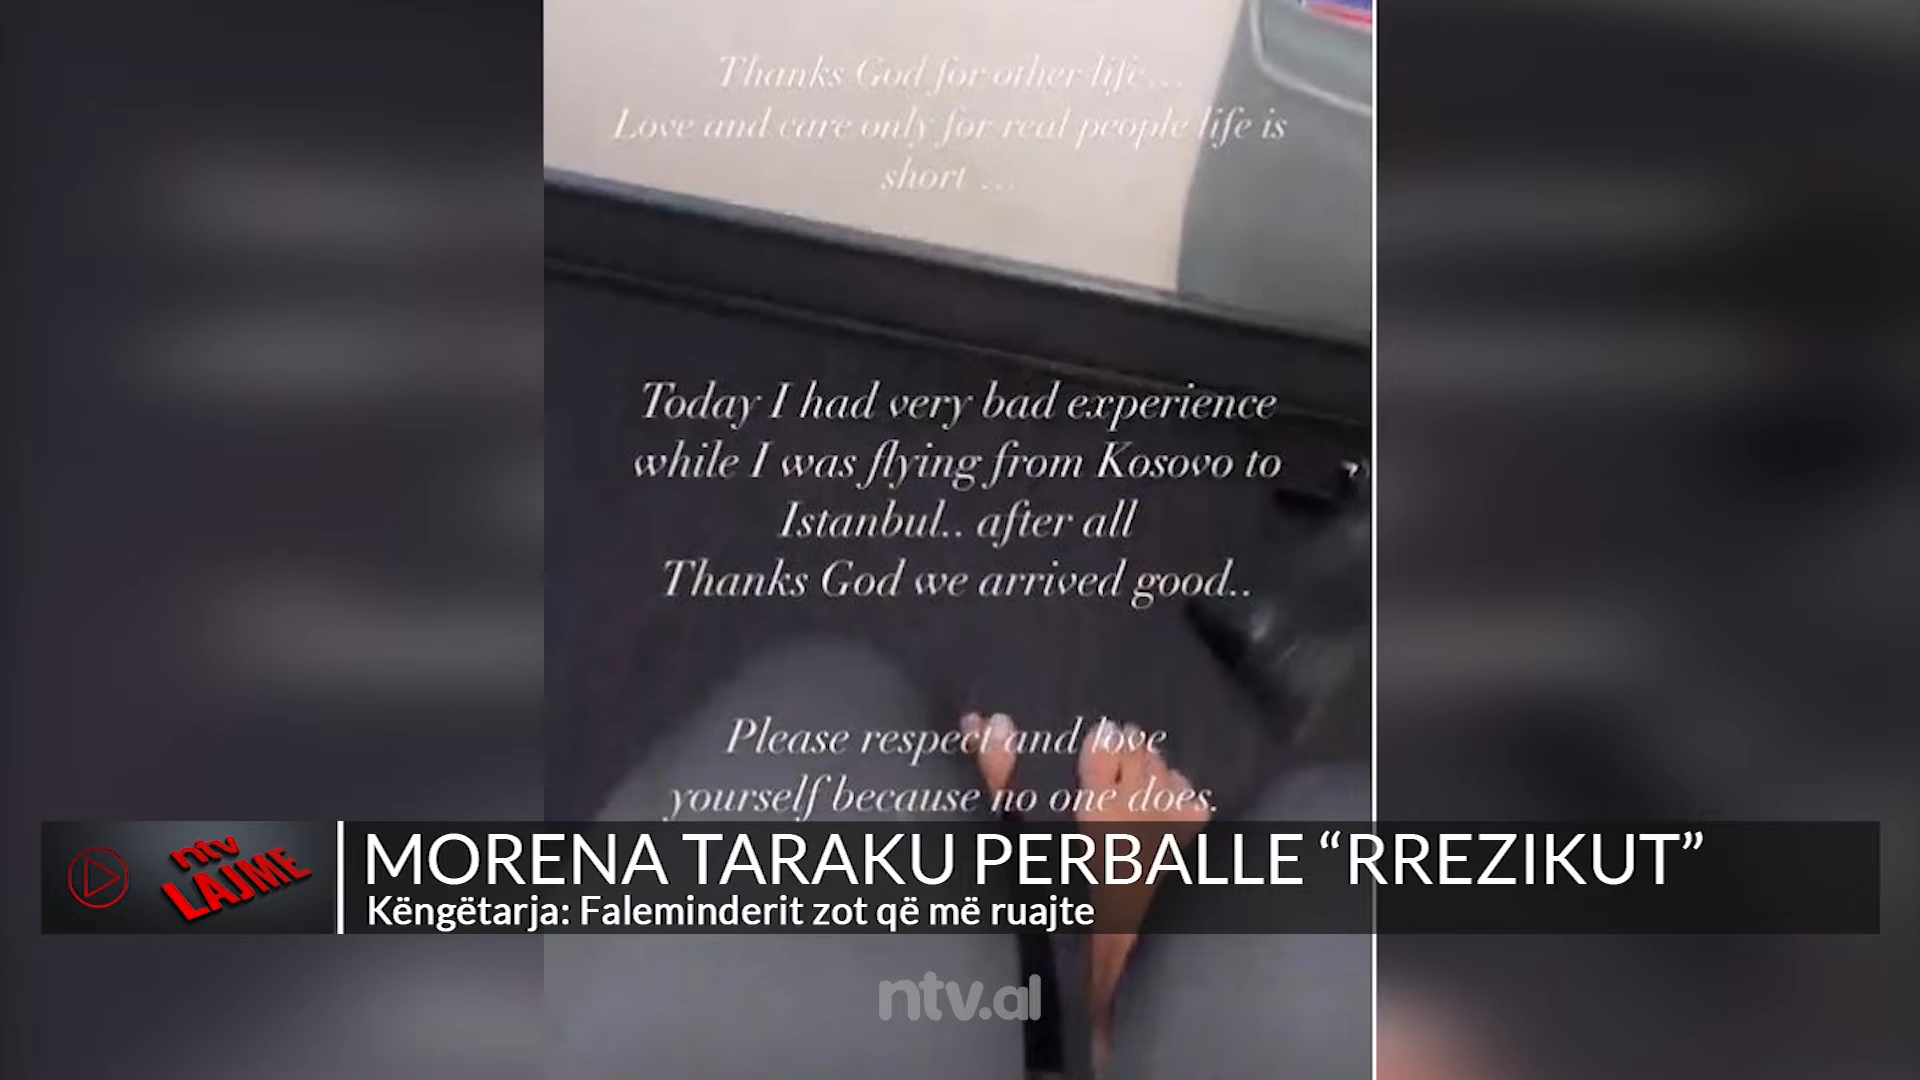 Thanks God for other life...
Love and care only for real people life is
short ...
Today I had very bad experience
while I was flying from Kosovo to
Istanbul.. after all
Thanks God we arrived good..
Please respect and love
yourself because no one does.
ntv
LAJME
MORENA TARAKU PERBALLE “RREZIKUT”
Këngëtarja: Faleminderit zot që më ruajte
ntv.al